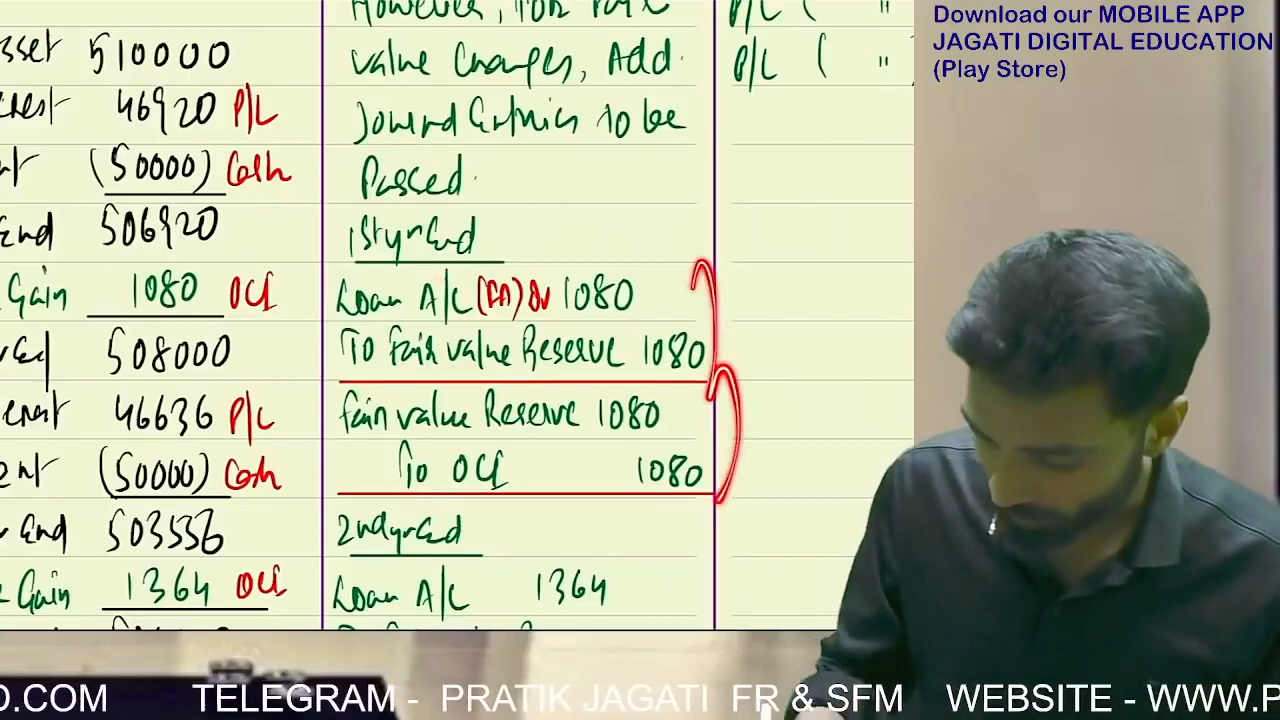 However, for Fair
value Changes, Add.
Journal Entries to be
Passed.
1st yr End
Loan A/c (FA) Dr 1080
To Fair value Reserve 1080
Fair value Reserve 1080
To OCI 1080
2nd yr End
Loan A/c 1364
sset 510000
erest 46920 P/L
nt (50000) Cash
End 506920
Gain 1080 OCI
508000
erest 46636 P/L
nt (50000) Cash
r End 503556
Gain 1364 OCI
P/L ( "
P/L ( "
Download our MOBILE APP
JAGATI DIGITAL EDUCATION
(Play Store)
D.COM TELEGRAM - PRATIK JAGATI FR & SFM WEBSITE - WWW.P